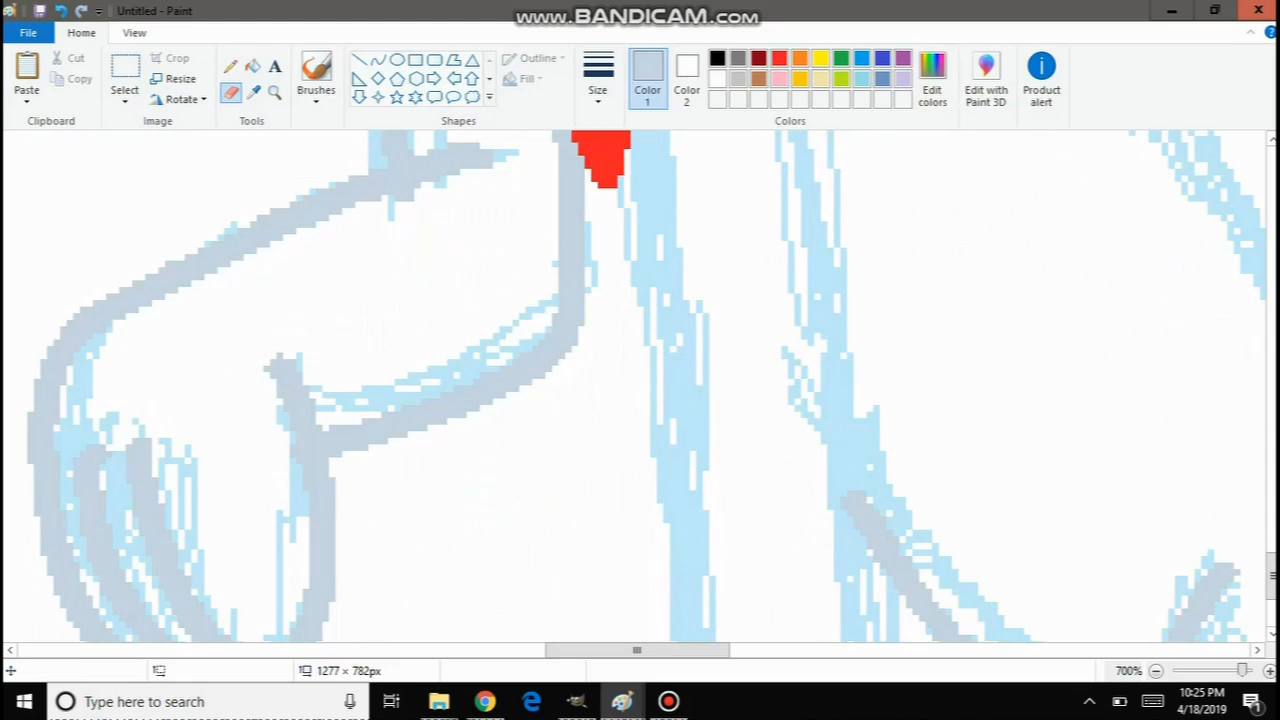 Untitled - Paint
www.BANDICAM.com
File Home View
Paste
Cut
Copy
Clipboard
Select
Crop
Resize
Rotate
Image
A
Tools
Brushes
Outline
Fill
Shapes
Size
Color 1
Color 2
Edit colors
Colors
Edit with Paint 3D
Product alert
1277 × 782px
700%
Type here to search
10:25 PM
4/18/2019
1